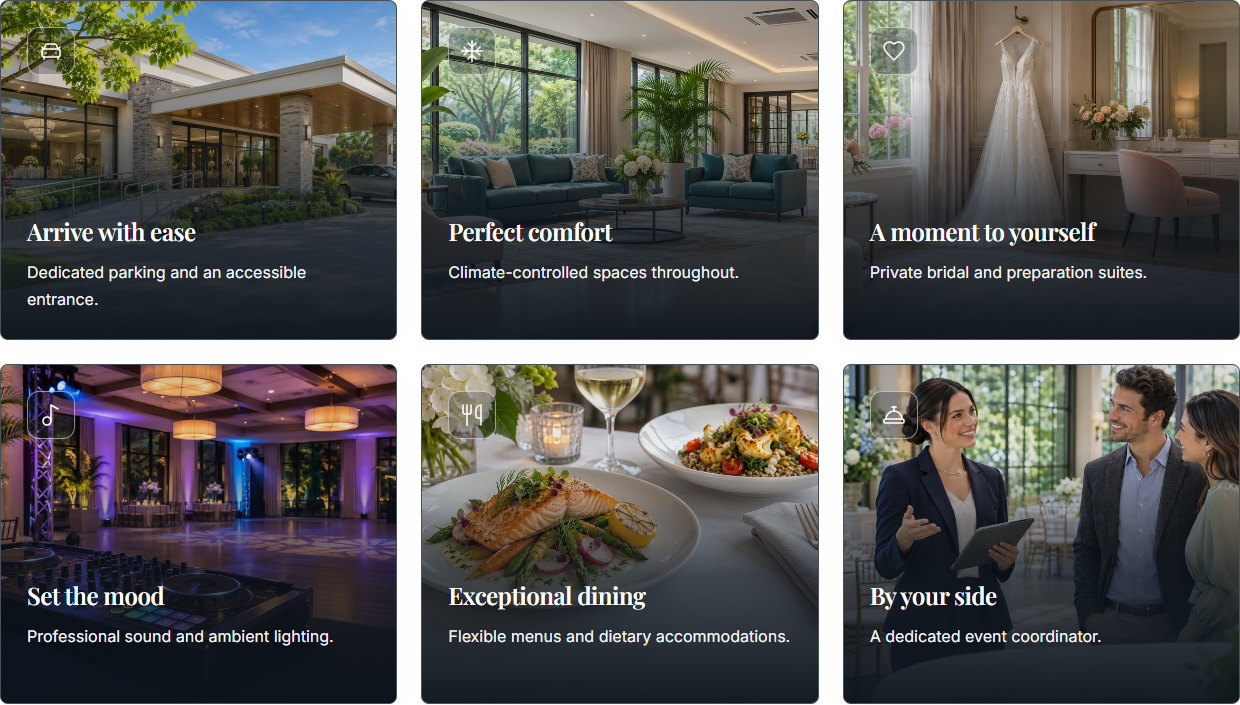 Arrive with ease
Dedicated parking and an accessible
entrance.
Perfect comfort
Climate-controlled spaces throughout.
A moment to yourself
Private bridal and preparation suites.
Set the mood
Professional sound and ambient lighting.
Exceptional dining
Flexible menus and dietary accommodations.
By your side
A dedicated event coordinator.